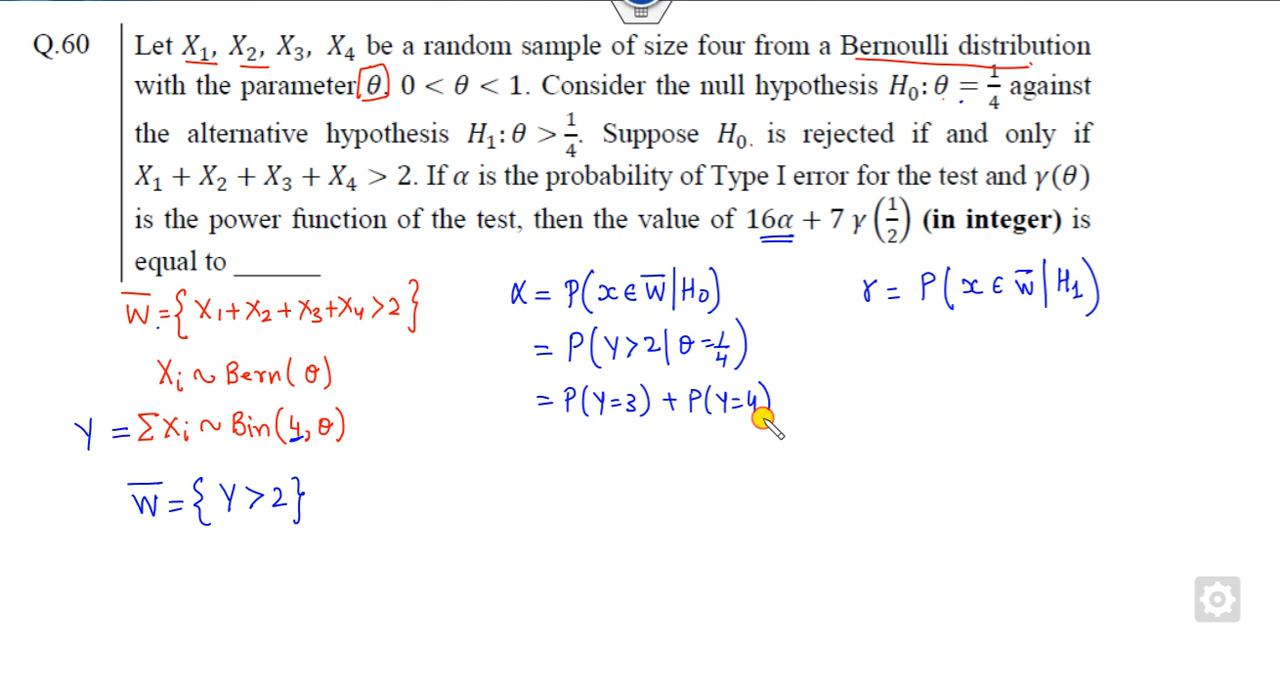 Q.60 Let X₁, X₂, X₃, X₄ be a random sample of size four from a Bernoulli distribution
with the parameter θ, 0 < θ < 1. Consider the null hypothesis H₀: θ = 1/4 against
the alternative hypothesis H₁: θ > 1/4. Suppose H₀ is rejected if and only if
X₁ + X₂ + X₃ + X₄ > 2. If α is the probability of Type I error for the test and γ(θ)
is the power function of the test, then the value of 16α + 7 γ(1/2) (in integer) is
equal to ______
W̅ = {X₁+X₂+X₃+X₄>2}
Xᵢ ~ Bern(θ)
Y = ΣXᵢ ~ Bin(4, θ)
W̅ = {Y>2}
α = P(x ∈ W̅ | H₀)
= P(Y>2 | θ = 1/4)
= P(Y=3) + P(Y=4)
γ = P(x ∈ W̅ | H₁)